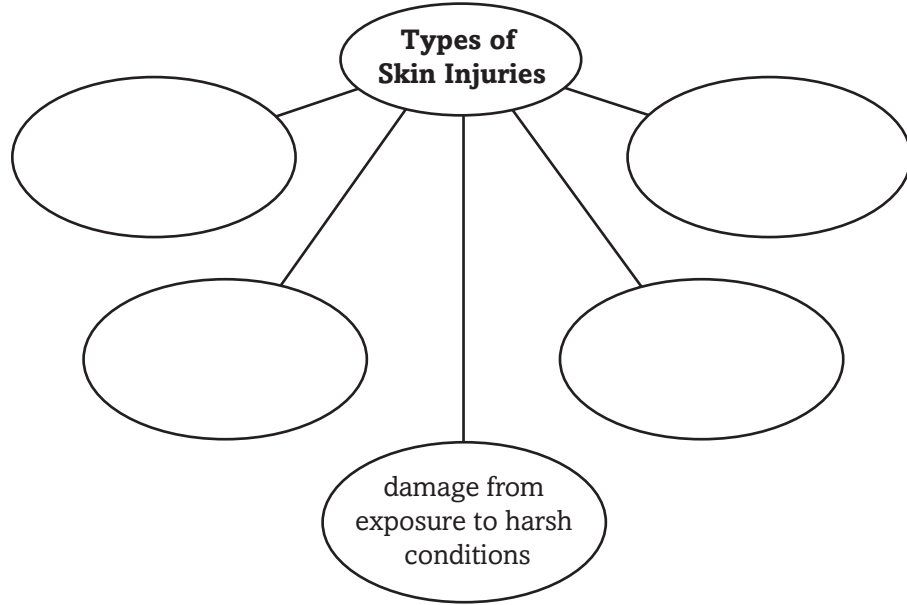 Types of
Skin Injuries
damage from
exposure to harsh
conditions